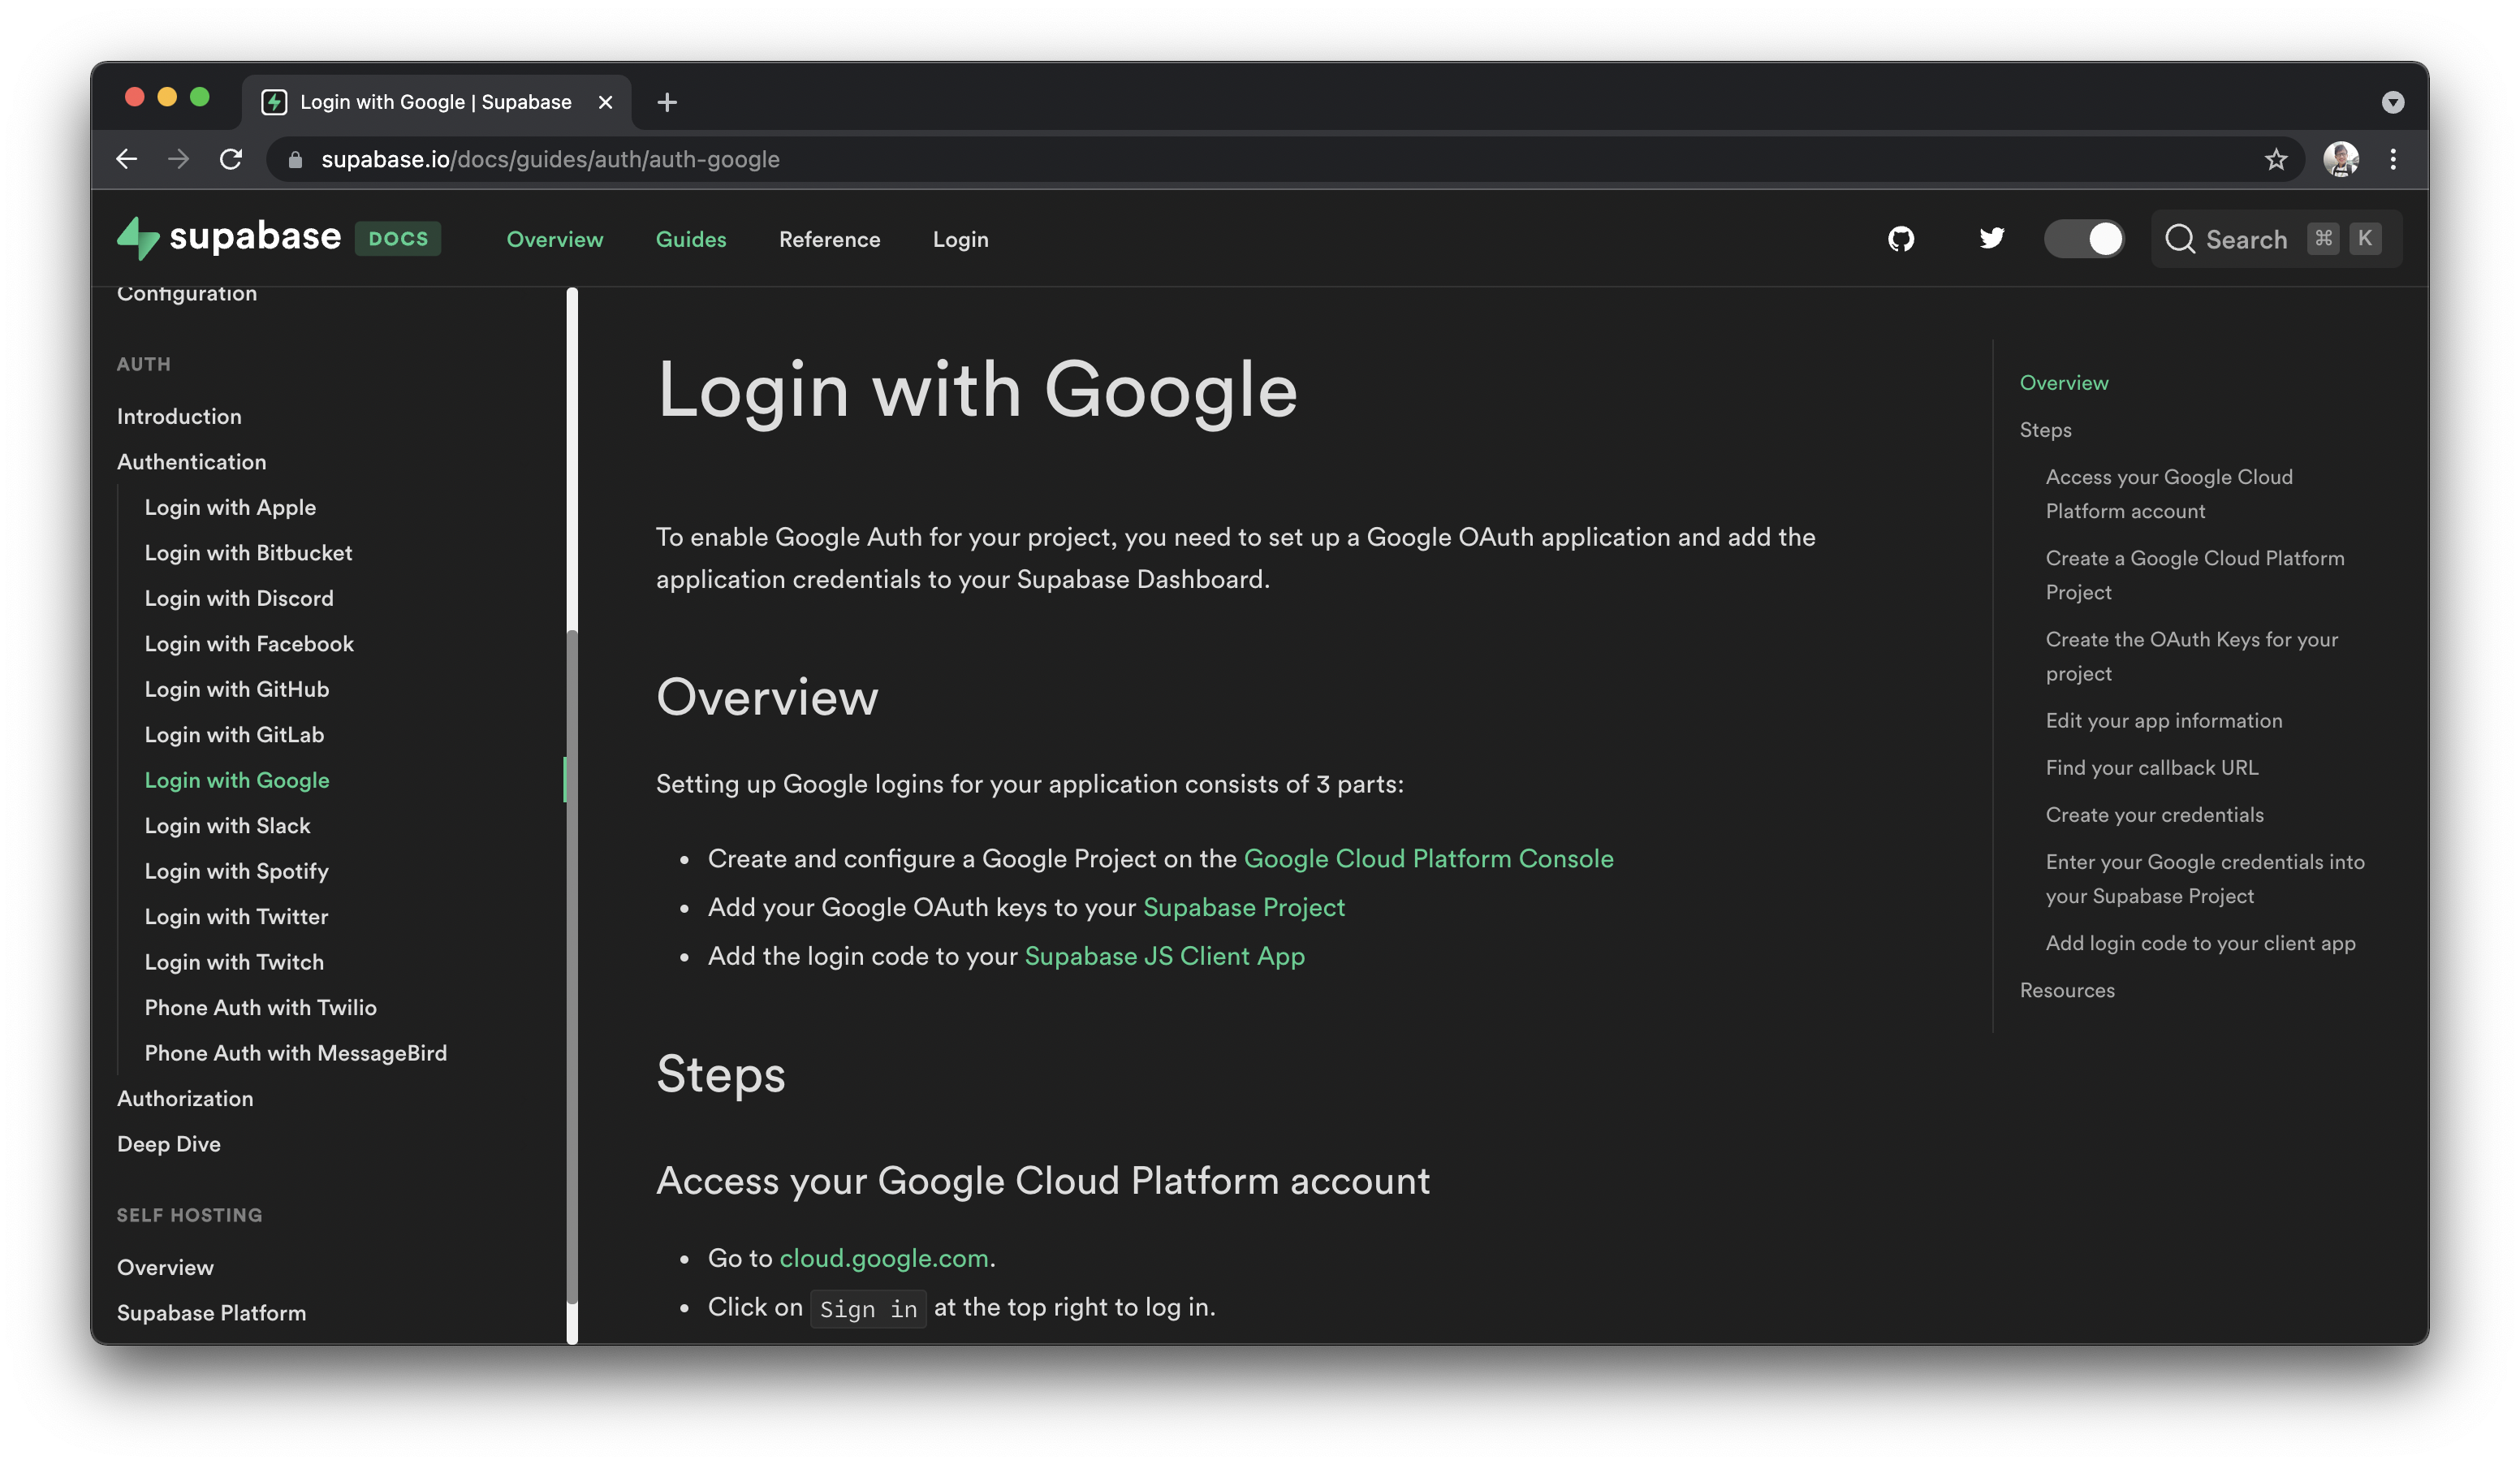 Login with Google | Supabase
supabase.io/docs/guides/auth/auth-google
supabase DOCS Overview Guides Reference Login Search ⌘ K
Configuration
AUTH
Introduction
Authentication
Login with Apple
Login with Bitbucket
Login with Discord
Login with Facebook
Login with GitHub
Login with GitLab
Login with Google
Login with Slack
Login with Spotify
Login with Twitter
Login with Twitch
Phone Auth with Twilio
Phone Auth with MessageBird
Authorization
Deep Dive
SELF HOSTING
Overview
Supabase Platform
Login with Google
To enable Google Auth for your project, you need to set up a Google OAuth application and add the
application credentials to your Supabase Dashboard.
Overview
Setting up Google logins for your application consists of 3 parts:
• Create and configure a Google Project on the Google Cloud Platform Console
• Add your Google OAuth keys to your Supabase Project
• Add the login code to your Supabase JS Client App
Steps
Access your Google Cloud Platform account
• Go to cloud.google.com.
• Click on Sign in at the top right to log in.
Overview
Steps
Access your Google Cloud
Platform account
Create a Google Cloud Platform
Project
Create the OAuth Keys for your
project
Edit your app information
Find your callback URL
Create your credentials
Enter your Google credentials into
your Supabase Project
Add login code to your client app
Resources